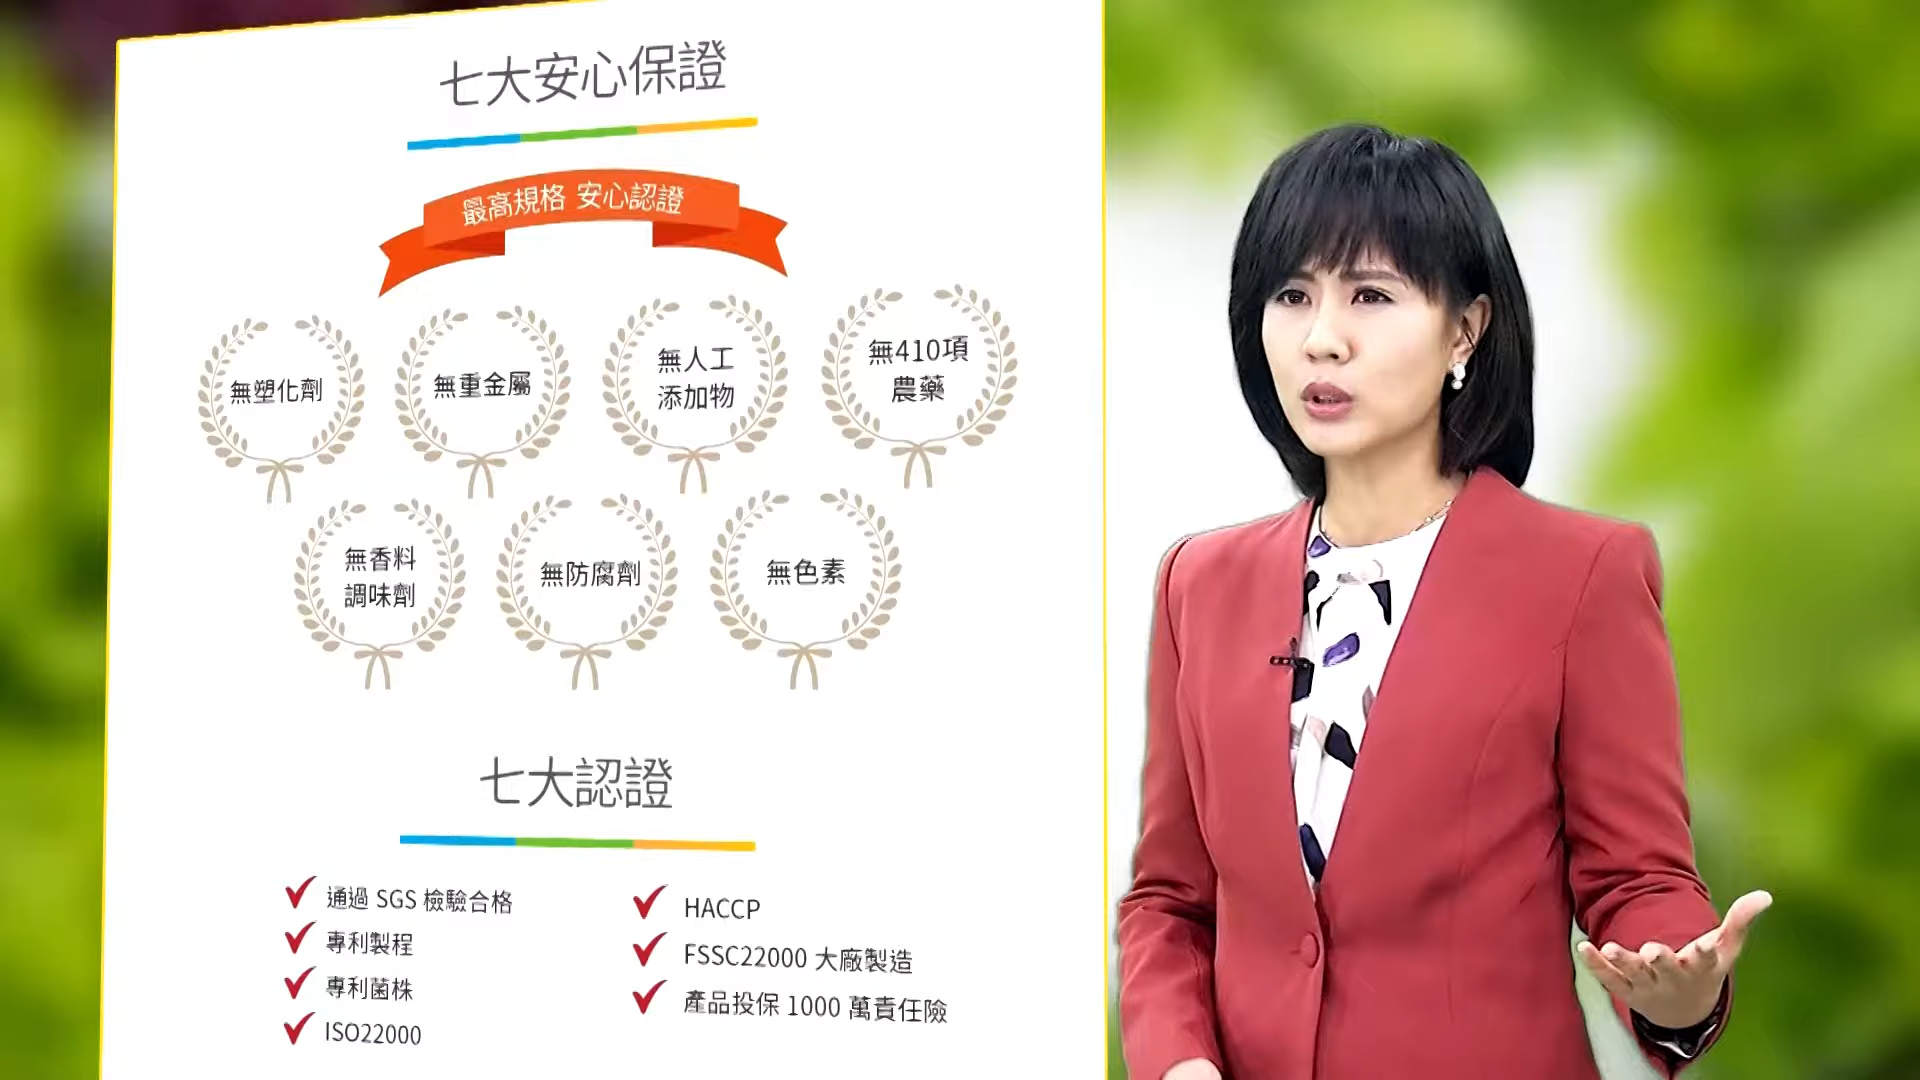 七大安心保證
最高規格 安心認證
無塑化劑
無重金屬
無人工
添加物
無410項
農藥
無香料
調味劑
無防腐劑
無色素
七大認證
通過 SGS 檢驗合格
專利製程
專利菌株
ISO22000
HACCP
FSSC22000 大廠製造
產品投保 1000 萬責任險